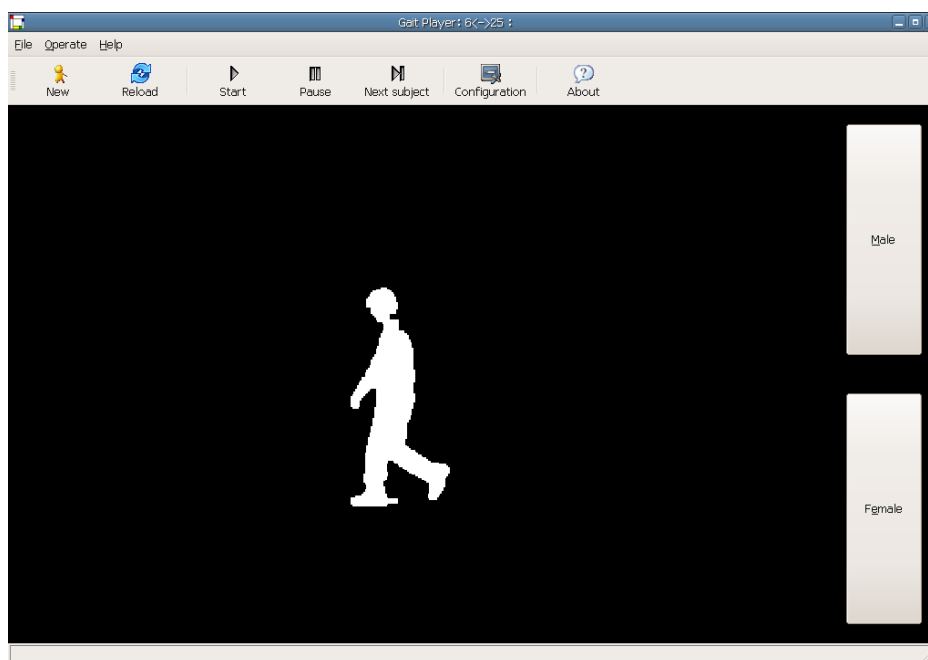 Gait Player: 6<->25 :
File Operate Help
New Reload Start Pause Next subject Configuration About
Male
Female